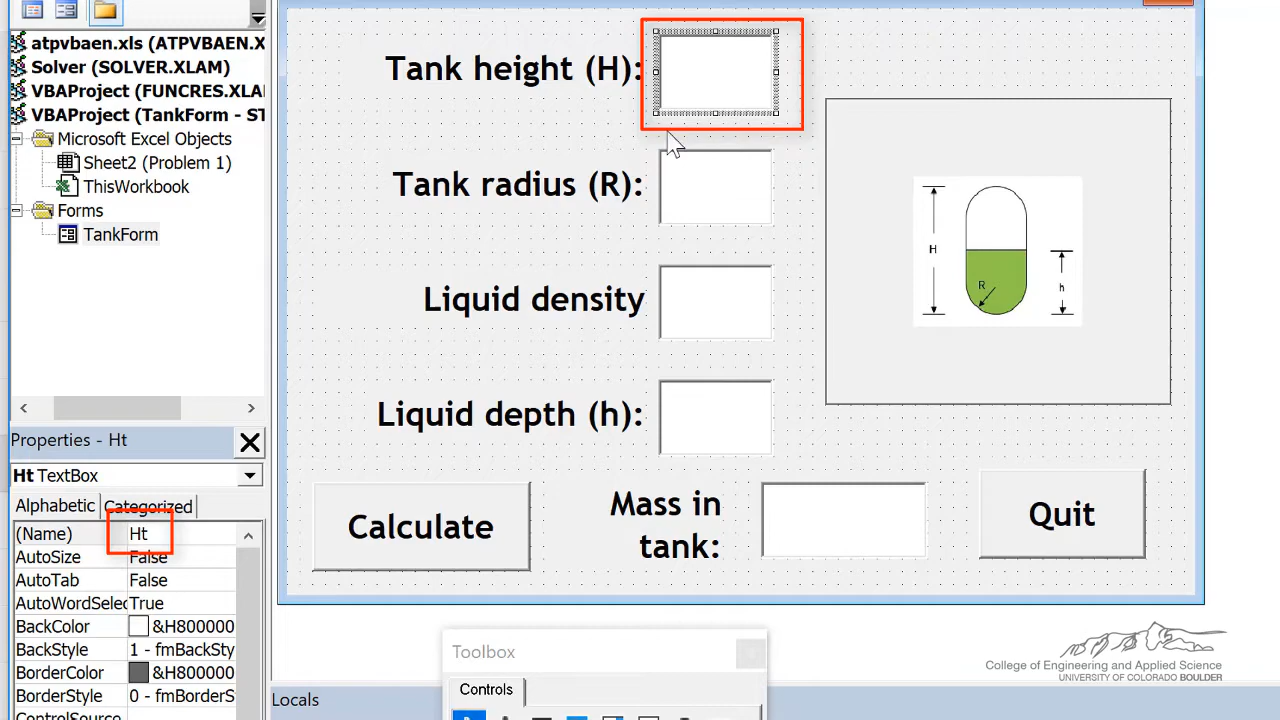 atpvbaen.xls (ATPVBAEN.X
Solver (SOLVER.XLAM)
VBAProject (FUNCRES.XLA
VBAProject (TankForm - ST
Microsoft Excel Objects
Sheet2 (Problem 1)
ThisWorkbook
Forms
TankForm
Properties - Ht
Ht TextBox
Alphabetic Categorized
(Name) Ht
AutoSize False
AutoTab False
AutoWordSelec True
BackColor &H800000
BackStyle 1 - fmBackSty
BorderColor &H800000
BorderStyle 0 - fmBorderS
Tank height (H):
Tank radius (R):
Liquid density
Liquid depth (h):
Calculate
Mass in
tank:
Quit
H
R
h
Toolbox
Controls
Locals
College of Engineering and Applied Science
UNIVERSITY OF COLORADO BOULDER